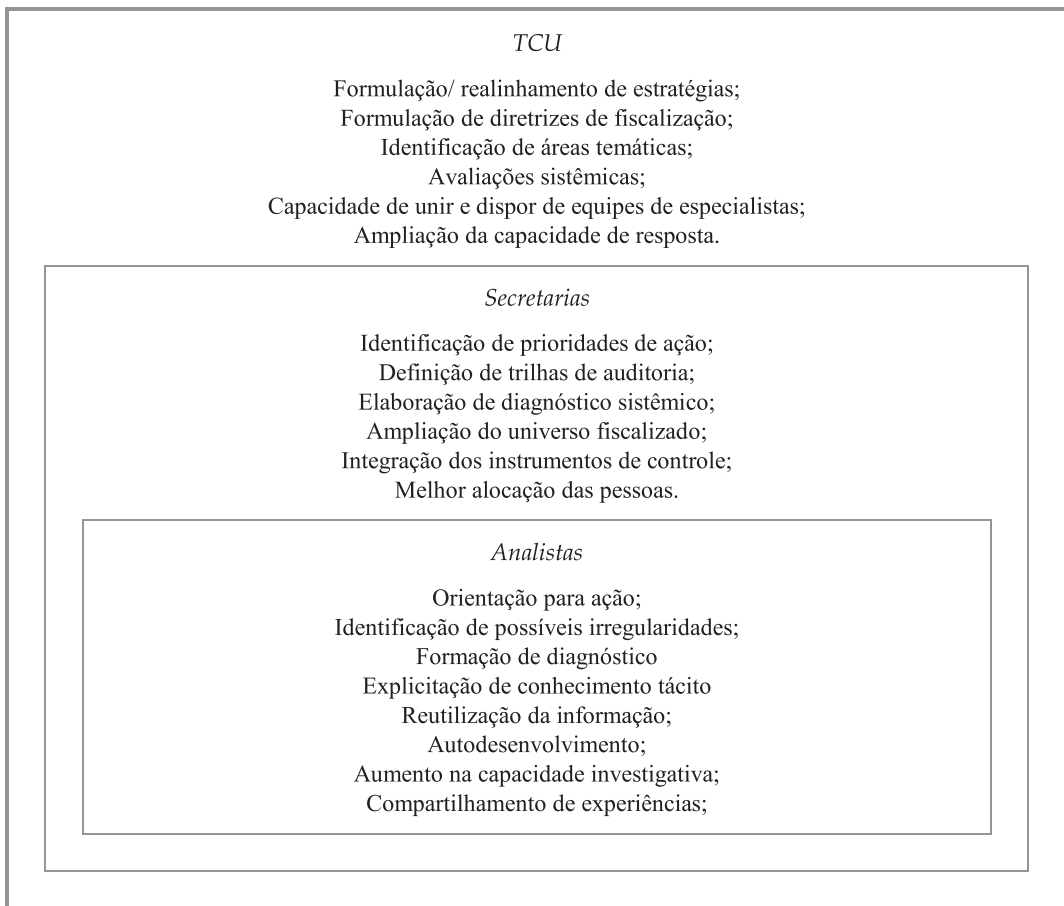 TCU
Formulação/ realinhamento de estratégias;
Formulação de diretrizes de fiscalização;
Identificação de áreas temáticas;
Avaliações sistêmicas;
Capacidade de unir e dispor de equipes de especialistas;
Ampliação da capacidade de resposta.
Secretarias
Identificação de prioridades de ação;
Definição de trilhas de auditoria;
Elaboração de diagnóstico sistêmico;
Ampliação do universo fiscalizado;
Integração dos instrumentos de controle;
Melhor alocação das pessoas.
Analistas
Orientação para ação;
Identificação de possíveis irregularidades;
Formação de diagnóstico
Explicitação de conhecimento tácito
Reutilização da informação;
Autodesenvolvimento;
Aumento na capacidade investigativa;
Compartilhamento de experiências;